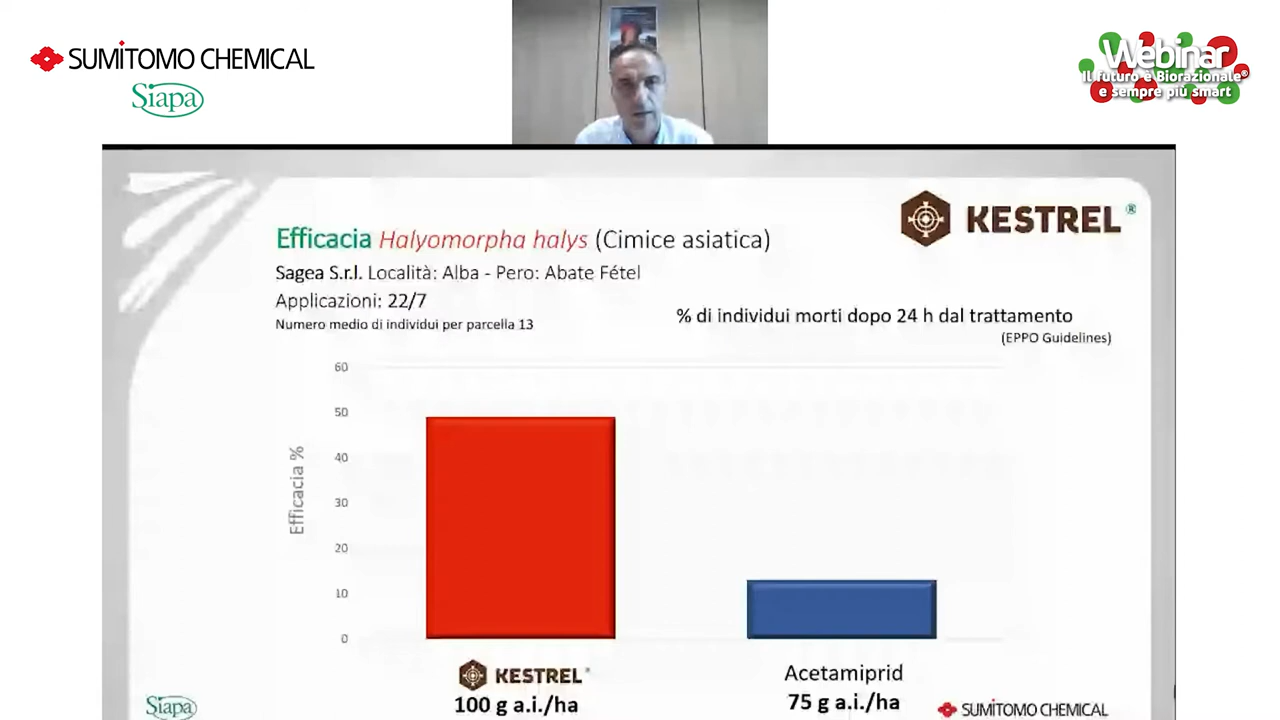 SUMITOMO CHEMICAL
Siapa
Webinar
Il futuro è Biorazionale®
e sempre più smart
KESTREL®
Efficacia Halyomorpha halys (Cimice asiatica)
Sagea S.r.l. Località: Alba - Pero: Abate Fétel
Applicazioni: 22/7
Numero medio di individui per parcella 13
% di individui morti dopo 24 h dal trattamento
(EPPO Guidelines)
Efficacia %
60
50
40
30
20
10
0
KESTREL®
100 g a.i./ha
Acetamiprid
75 g a.i./ha
Siapa
SUMITOMO CHEMICAL